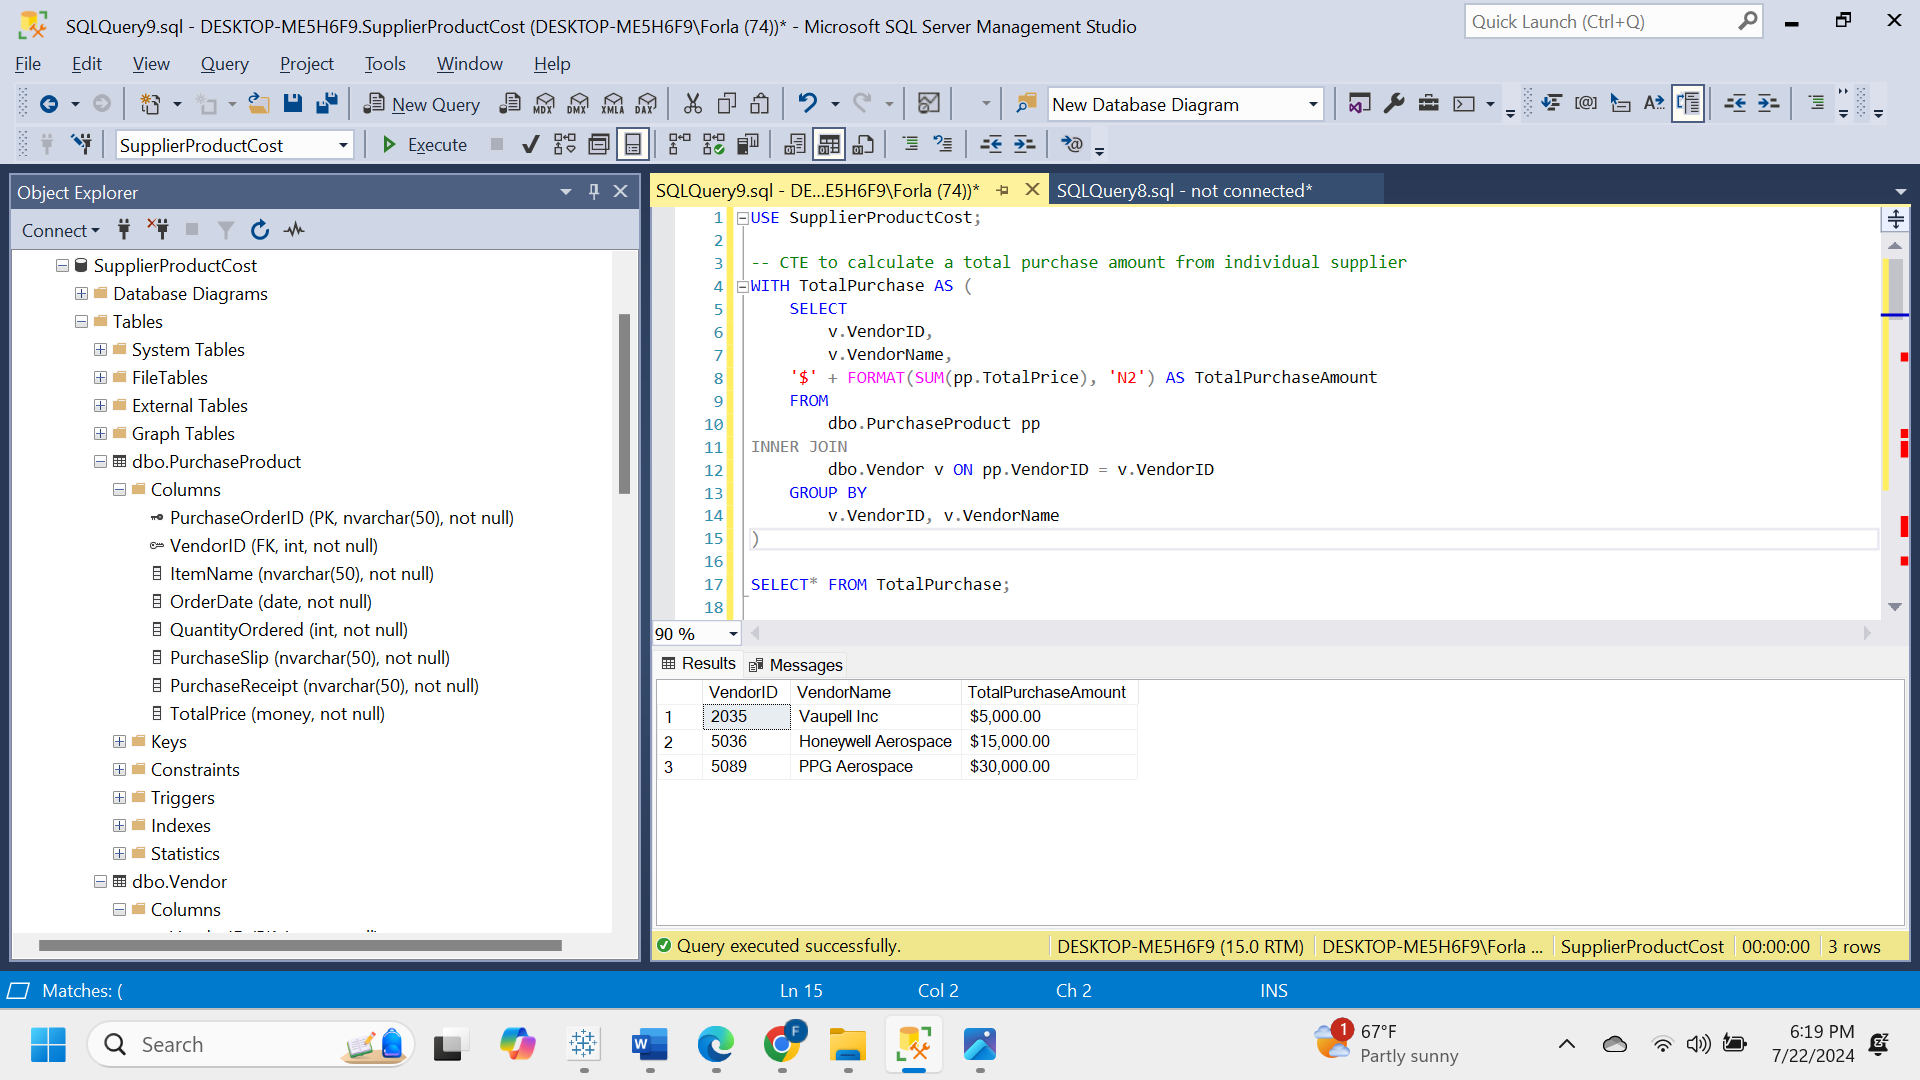 SQLQuery9.sql - DESKTOP-ME5H6F9.SupplierProductCost (DESKTOP-ME5H6F9\Forla (74))* - Microsoft SQL Server Management Studio
Quick Launch (Ctrl+Q)
File Edit View Query Project Tools Window Help
New Query MDX DMX XMLA DAX New Database Diagram
SupplierProductCost Execute
Object Explorer
SQLQuery9.sql - DE...E5H6F9\Forla (74))* SQLQuery8.sql - not connected*
Connect
SupplierProductCost
Database Diagrams
Tables
System Tables
FileTables
External Tables
Graph Tables
dbo.PurchaseProduct
Columns
PurchaseOrderID (PK, nvarchar(50), not null)
VendorID (FK, int, not null)
ItemName (nvarchar(50), not null)
OrderDate (date, not null)
QuantityOrdered (int, not null)
PurchaseSlip (nvarchar(50), not null)
PurchaseReceipt (nvarchar(50), not null)
TotalPrice (money, not null)
Keys
Constraints
Triggers
Indexes
Statistics
dbo.Vendor
Columns
1 USE SupplierProductCost;
2
3 -- CTE to calculate a total purchase amount from individual supplier
4 WITH TotalPurchase AS (
5 SELECT
6 v.VendorID,
7 v.VendorName,
8 '$' + FORMAT(SUM(pp.TotalPrice), 'N2') AS TotalPurchaseAmount
9 FROM
10 dbo.PurchaseProduct pp
11 INNER JOIN
12 dbo.Vendor v ON pp.VendorID = v.VendorID
13 GROUP BY
14 v.VendorID, v.VendorName
15 )
16
17 SELECT* FROM TotalPurchase;
18
90 %
Results Messages
VendorID VendorName TotalPurchaseAmount
1 2035 Vaupell Inc $5,000.00
2 5036 Honeywell Aerospace $15,000.00
3 5089 PPG Aerospace $30,000.00
Query executed successfully. DESKTOP-ME5H6F9 (15.0 RTM) DESKTOP-ME5H6F9\Forla ... SupplierProductCost 00:00:00 3 rows
Matches: ( Ln 15 Col 2 Ch 2 INS
Search
F
1
67°F
Partly sunny
6:19 PM
7/22/2024